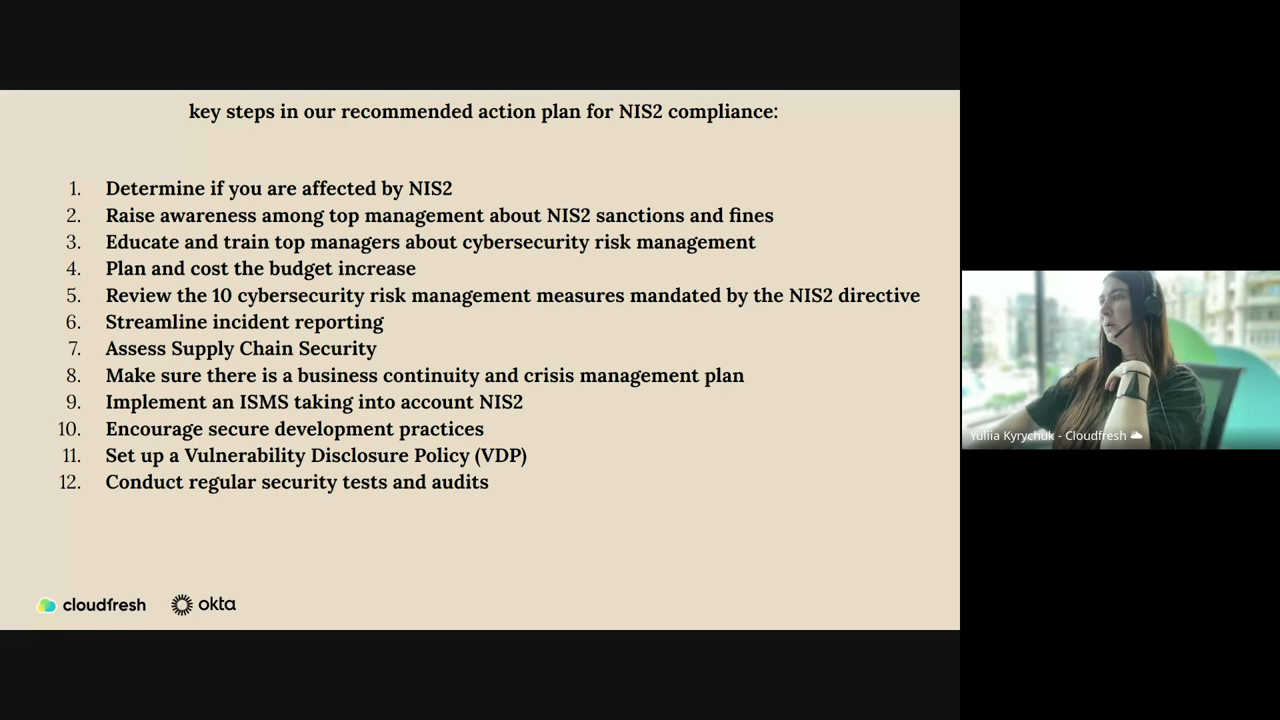 key steps in our recommended action plan for NIS2 compliance:
1. Determine if you are affected by NIS2
2. Raise awareness among top management about NIS2 sanctions and fines
3. Educate and train top managers about cybersecurity risk management
4. Plan and cost the budget increase
5. Review the 10 cybersecurity risk management measures mandated by the NIS2 directive
6. Streamline incident reporting
7. Assess Supply Chain Security
8. Make sure there is a business continuity and crisis management plan
9. Implement an ISMS taking into account NIS2
10. Encourage secure development practices
11. Set up a Vulnerability Disclosure Policy (VDP)
12. Conduct regular security tests and audits
cloudfresh okta
Yuliia Kyrychuk - Cloudfresh